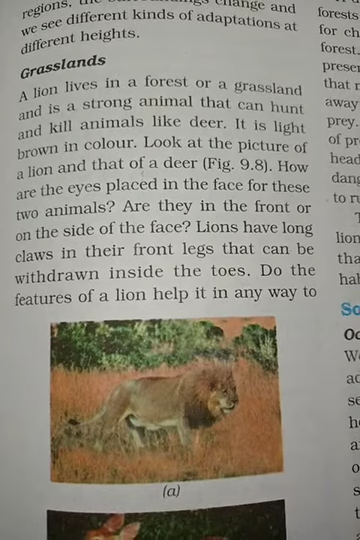 regions, the surroundings change and
we see different kinds of adaptations at
different heights.
Grasslands
A lion lives in a forest or a grassland
and is a strong animal that can hunt
and kill animals like deer. It is light
brown in colour. Look at the picture of
a lion and that of a deer (Fig. 9.8). How
are the eyes placed in the face for these
two animals? Are they in the front or
on the side of the face? Lions have long
claws in their front legs that can be
withdrawn inside the toes. Do the
features of a lion help it in any way to
(a)
forests
for ch
forest.
preser
that
away
prey.
of pr
head
dang
to ru
lion
tha
hab
So
Oc
We
ac
se
h
a
o
s
t